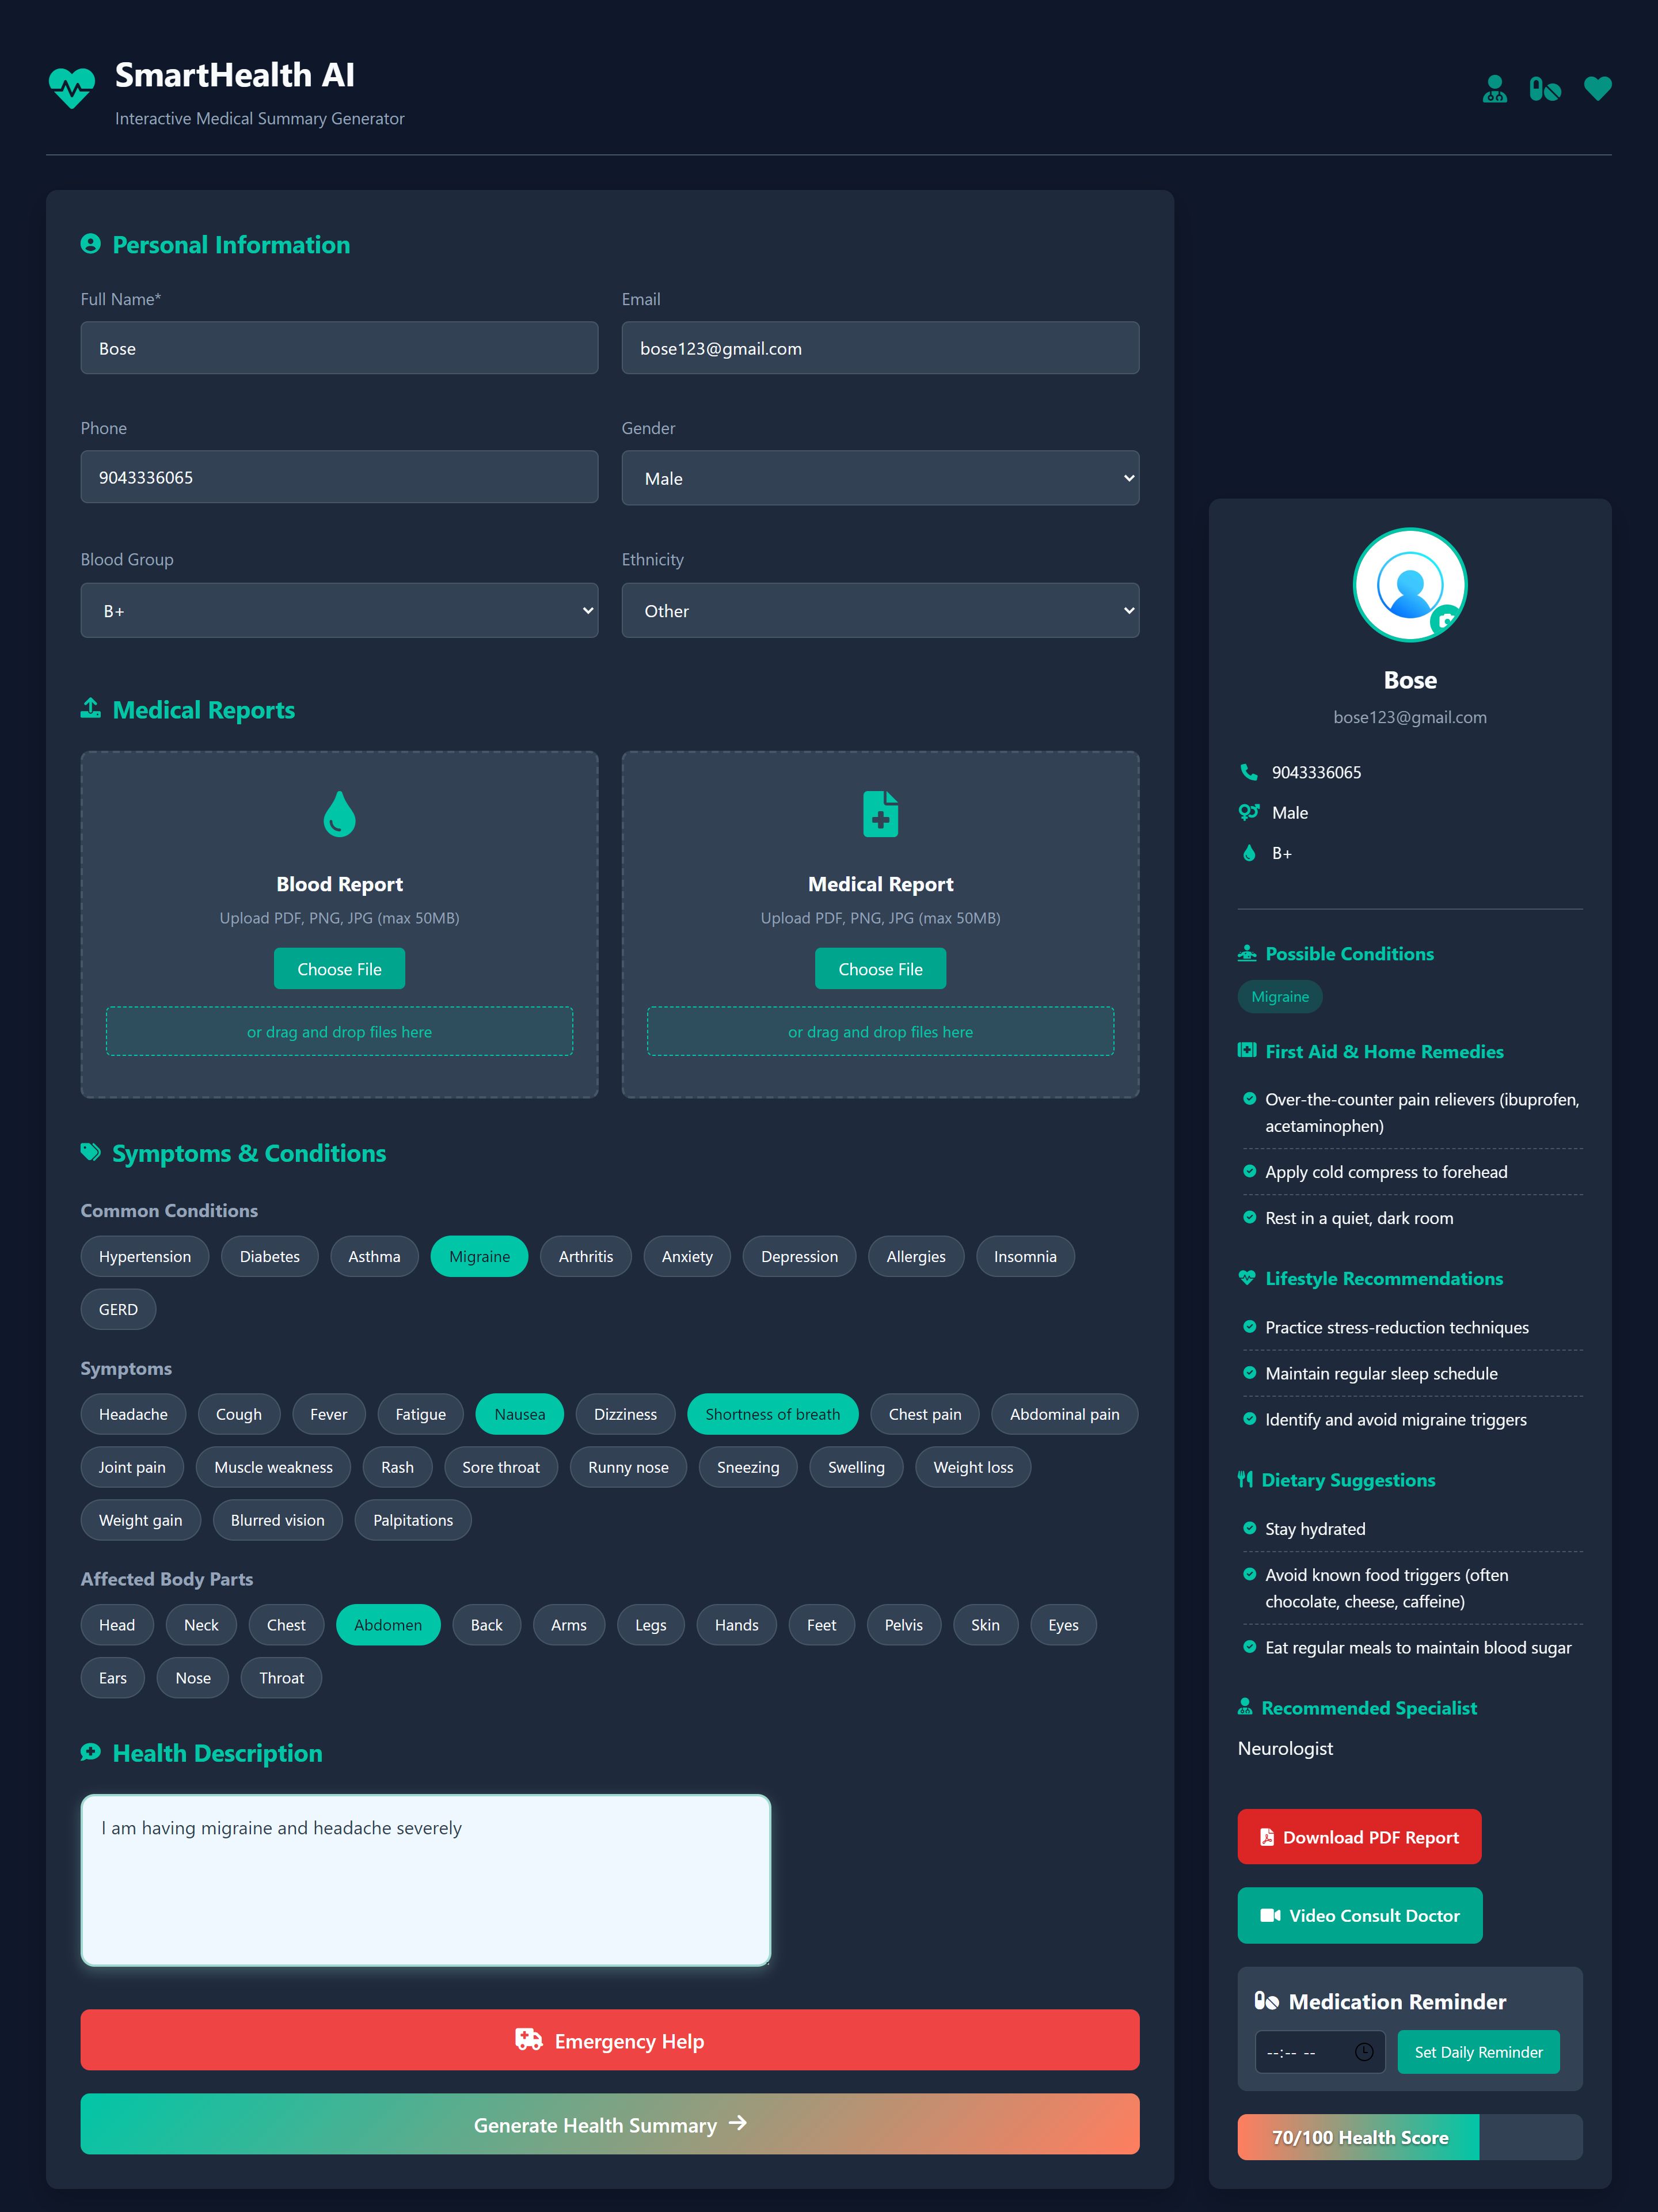 SmartHealth AI
Interactive Medical Summary Generator
Personal Information
Full Name*
Email
Bose
bose123@gmail.com
Phone
Gender
9043336065
Male
Blood Group
Ethnicity
B+
Other
Medical Reports
Blood Report
Upload PDF, PNG, JPG (max 50MB)
Choose File
or drag and drop files here
Medical Report
Upload PDF, PNG, JPG (max 50MB)
Choose File
or drag and drop files here
Symptoms & Conditions
Common Conditions
Hypertension Diabetes Asthma Migraine Arthritis Anxiety Depression Allergies Insomnia
GERD
Symptoms
Headache Cough Fever Fatigue Nausea Dizziness Shortness of breath Chest pain Abdominal pain
Joint pain Muscle weakness Rash Sore throat Runny nose Sneezing Swelling Weight loss
Weight gain Blurred vision Palpitations
Affected Body Parts
Head Neck Chest Abdomen Back Arms Legs Hands Feet Pelvis Skin Eyes
Ears Nose Throat
Health Description
I am having migraine and headache severely
Emergency Help
Generate Health Summary
Bose
bose123@gmail.com
9043336065
Male
B+
Possible Conditions
Migraine
First Aid & Home Remedies
Over-the-counter pain relievers (ibuprofen,
acetaminophen)
Apply cold compress to forehead
Rest in a quiet, dark room
Lifestyle Recommendations
Practice stress-reduction techniques
Maintain regular sleep schedule
Identify and avoid migraine triggers
Dietary Suggestions
Stay hydrated
Avoid known food triggers (often
chocolate, cheese, caffeine)
Eat regular meals to maintain blood sugar
Recommended Specialist
Neurologist
Download PDF Report
Video Consult Doctor
Medication Reminder
--:-- --
Set Daily Reminder
70/100 Health Score